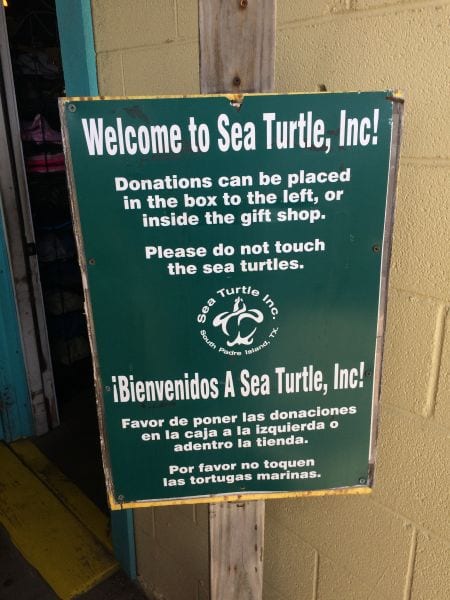 Welcome to Sea Turtle, Inc!
Donations can be placed
in the box to the left, or
inside the gift shop.
Please do not touch
the sea turtles.
Sea Turtle Inc.
South Padre Island, TX.
¡Bienvenidos A Sea Turtle, Inc!
Favor de poner las donaciones
en la caja a la izquierda o
adentro la tienda.
Por favor no toquen
las tortugas marinas.